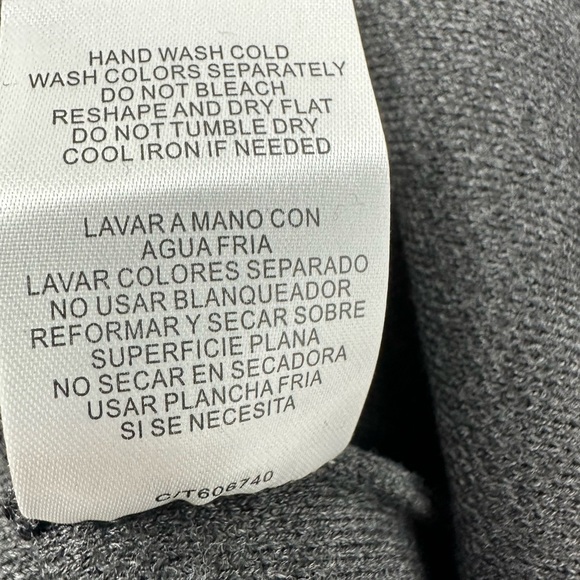 HAND WASH COLD
WASH COLORS SEPARATELY
DO NOT BLEACH
RESHAPE AND DRY FLAT
DO NOT TUMBLE DRY
COOL IRON IF NEEDED
LAVAR A MANO CON
AGUA FRIA
LAVAR COLORES SEPARADO
NO USAR BLANQUEADOR
REFORMAR Y SECAR SOBRE
SUPERFICIE PLANA
NO SECAR EN SECADORA
USAR PLANCHA FRIA
SI SE NECESITA
C/T606740